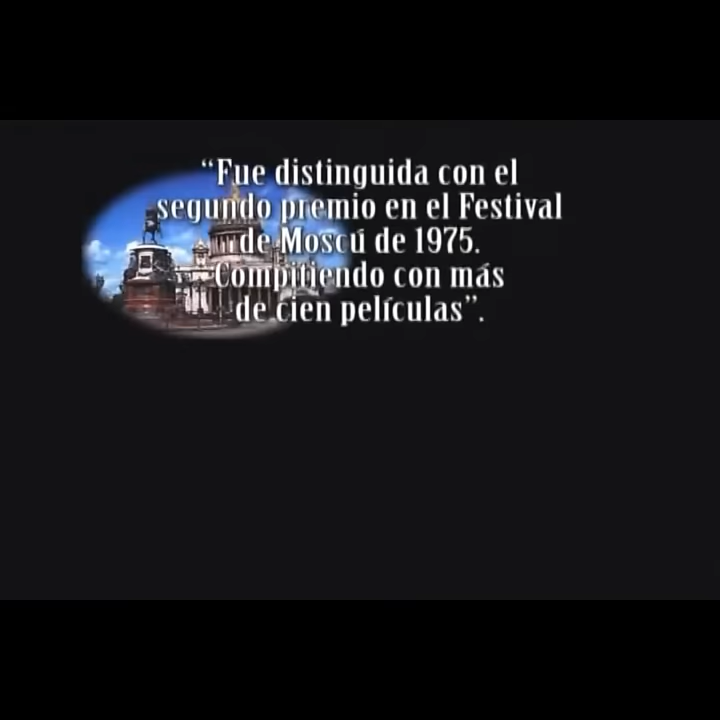 “Fue distinguida con el
segundo premio en el Festival
de Moscú de 1975.
Compitiendo con más
de cien películas”.